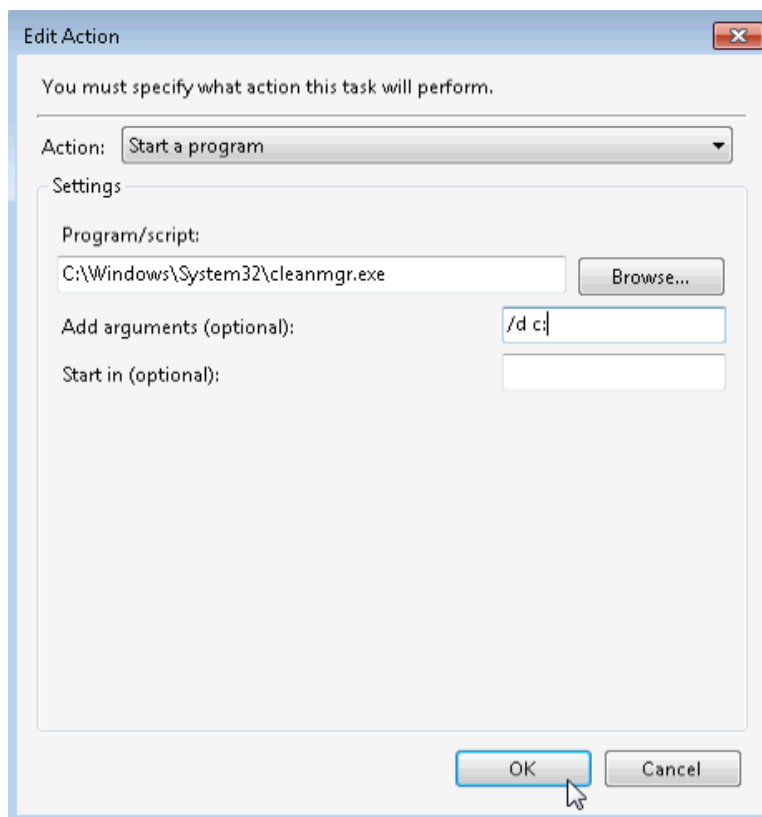 Edit Action
You must specify what action this task will perform.
Action: Start a program
Settings
Program/script:
C:\Windows\System32\cleanmgr.exe Browse...
Add arguments (optional): /d c:
Start in (optional):
OK Cancel